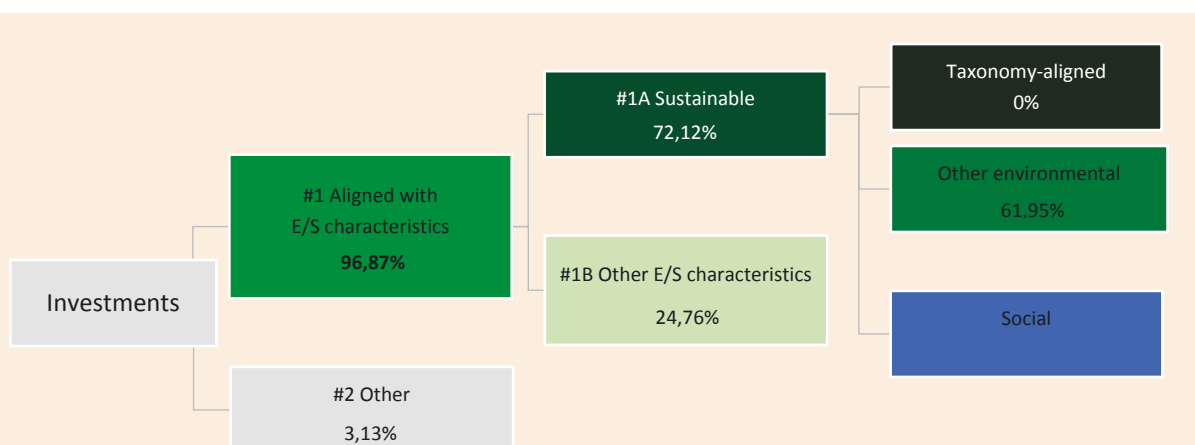 Investments
#1 Aligned with
E/S characteristics
96,87%
#2 Other
3,13%
#1A Sustainable
72,12%
#1B Other E/S characteristics
24,76%
Taxonomy-aligned
0%
Other environmental
61,95%
Social